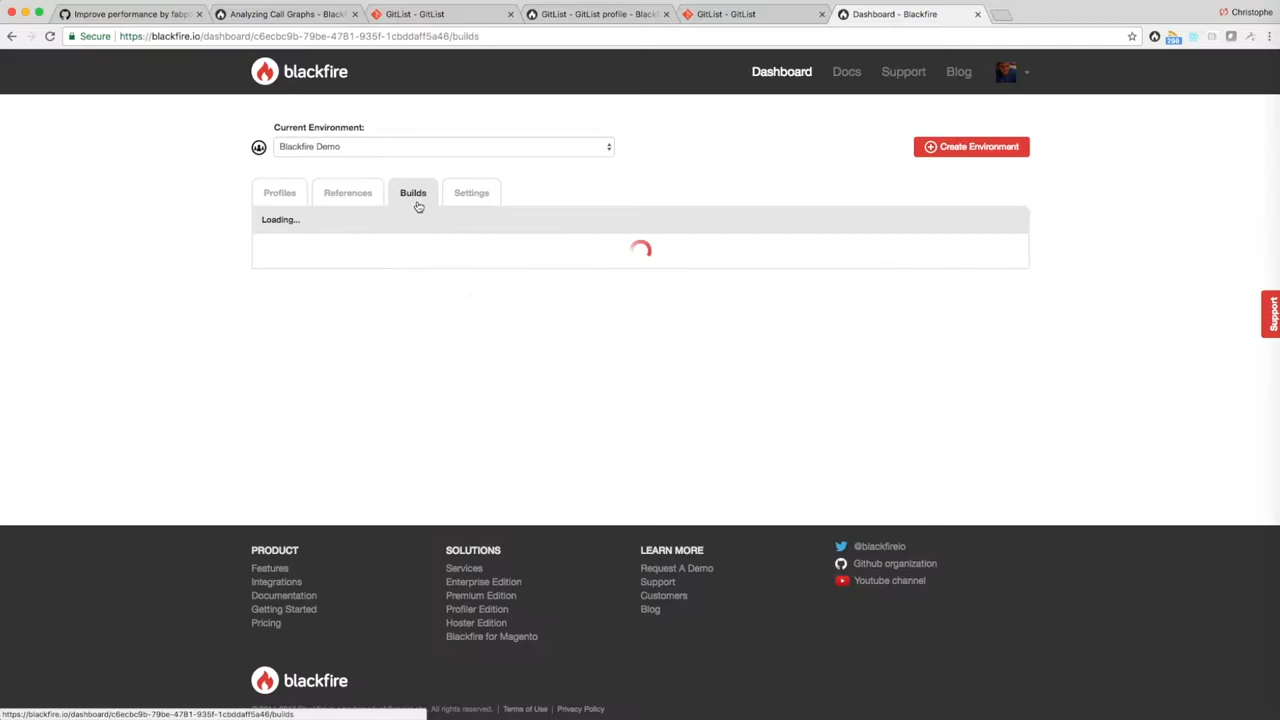 Improve performance by fabpo
Analyzing Call Graphs - Blackf
GitList - GitList
GitList - GitList profile - Black
GitList - GitList
Dashboard - Blackfire
Christophe
Secure
https://blackfire.io/dashboard/c6ecbc9b-79be-4781-935f-1cbddaff5a46/builds
blackfire
Dashboard
Docs
Support
Blog
Current Environment:
Blackfire Demo
Create Environment
Profiles
References
Builds
Settings
Loading...
Support
PRODUCT
Features
Integrations
Documentation
Getting Started
Pricing
SOLUTIONS
Services
Enterprise Edition
Premium Edition
Profiler Edition
Hoster Edition
Blackfire for Magento
LEARN MORE
Request A Demo
Support
Customers
Blog
@blackfireio
Github organization
Youtube channel
blackfire
All rights reserved. | Terms of Use | Privacy Policy
https://blackfire.io/dashboard/c6ecbc9b-79be-4781-935f-1cbddaff5a46/builds